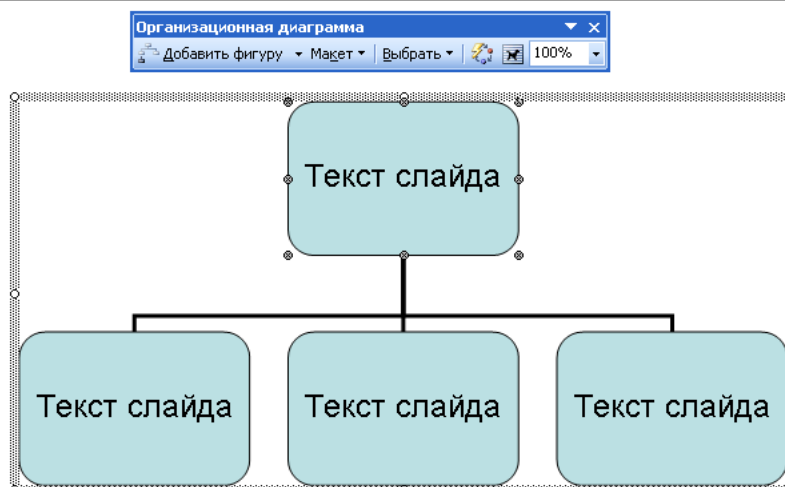 Организационная диаграмма
Добавить фигуру Макет Выбрать 100%
Текст слайда
Текст слайда Текст слайда Текст слайда